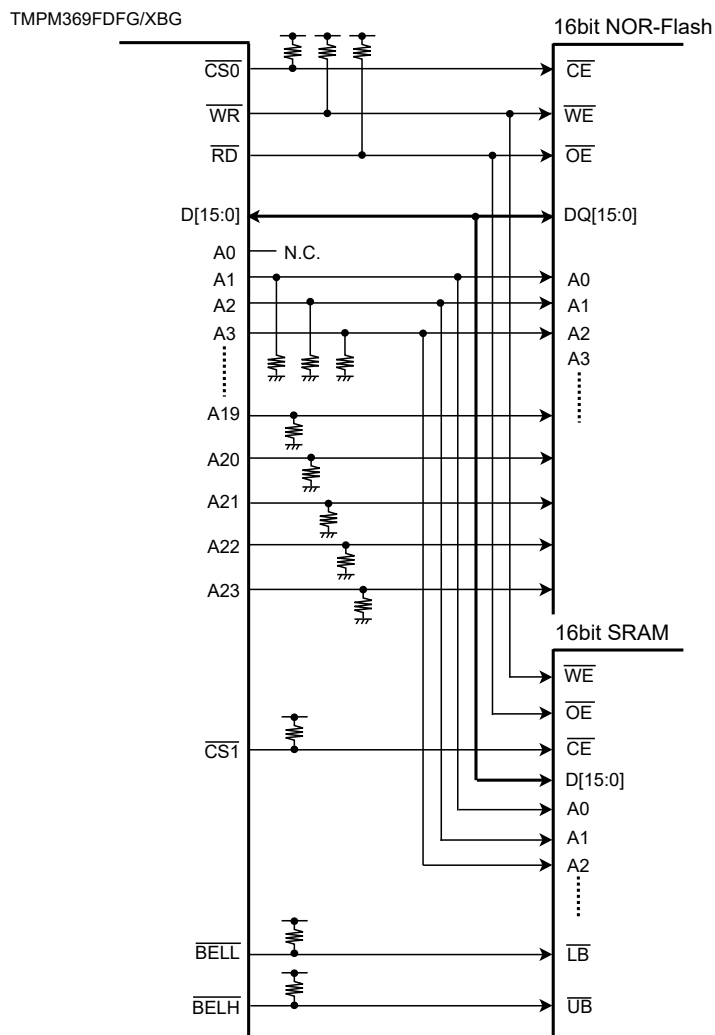 TMPM369FDFG/XBG
16bit NOR-Flash
CS0
CE
WR
WE
RD
OE
D[15:0]
DQ[15:0]
A0
N.C.
A1
A0
A2
A1
A3
A2
A3
A19
A20
A21
A22
A23
16bit SRAM
WE
OE
CS1
CE
D[15:0]
A0
A1
A2
BELL
LB
BELH
UB